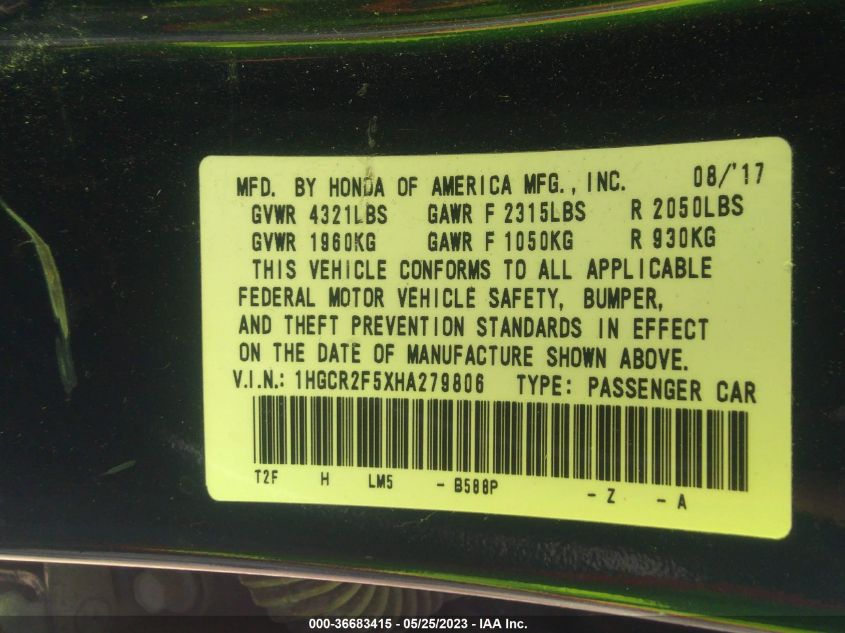 MFD. BY HONDA OF AMERICA MFG., INC. 08/'17
GVWR 4321LBS GAWR F 2315LBS R 2050LBS
GVWR 1960KG GAWR F 1050KG R 930KG
THIS VEHICLE CONFORMS TO ALL APPLICABLE
FEDERAL MOTOR VEHICLE SAFETY, BUMPER,
AND THEFT PREVENTION STANDARDS IN EFFECT
ON THE DATE OF MANUFACTURE SHOWN ABOVE.
V.I.N.: 1HGCR2F5XHA279806 TYPE: PASSENGER CAR
T2F H LM5 - B588P - Z - A
000-36683415 - 05/25/2023 - IAA Inc.